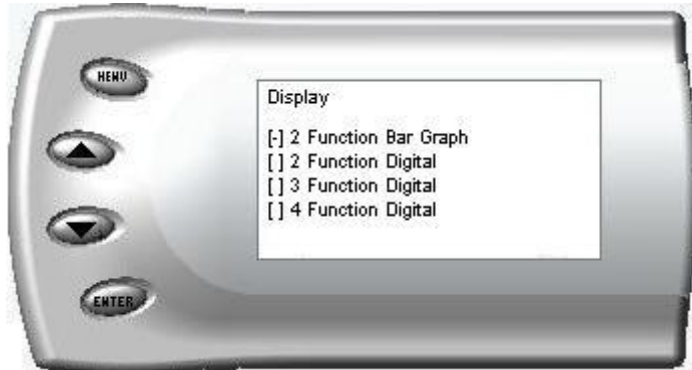 MENU
Display
[-] 2 Function Bar Graph
[ ] 2 Function Digital
[ ] 3 Function Digital
[ ] 4 Function Digital
ENTER